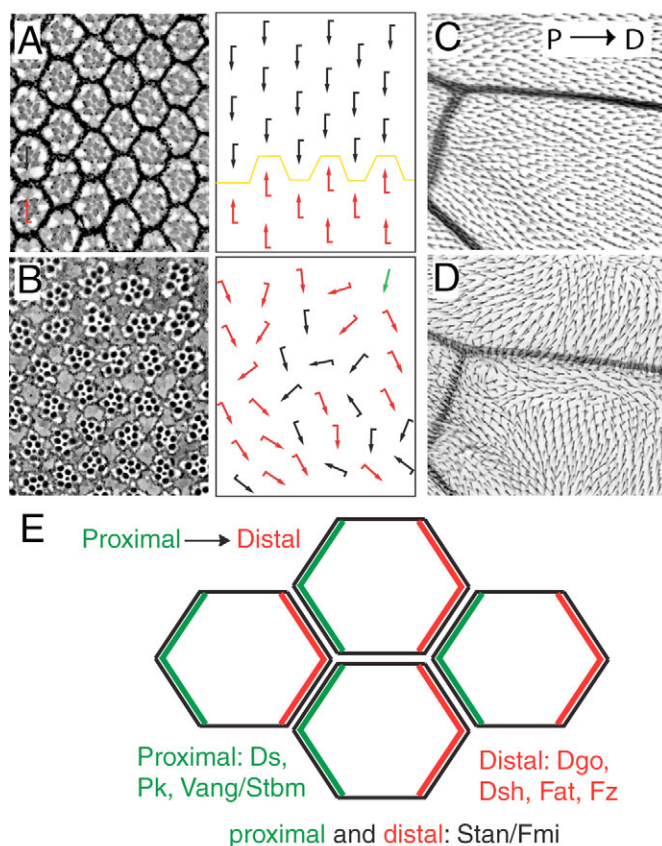 A
C
P → D
B
D
E
Proximal → Distal
Proximal: Ds,
Pk, Vang/Stbm
Distal: Dgo,
Dsh, Fat, Fz
proximal and distal: Stan/Fmi